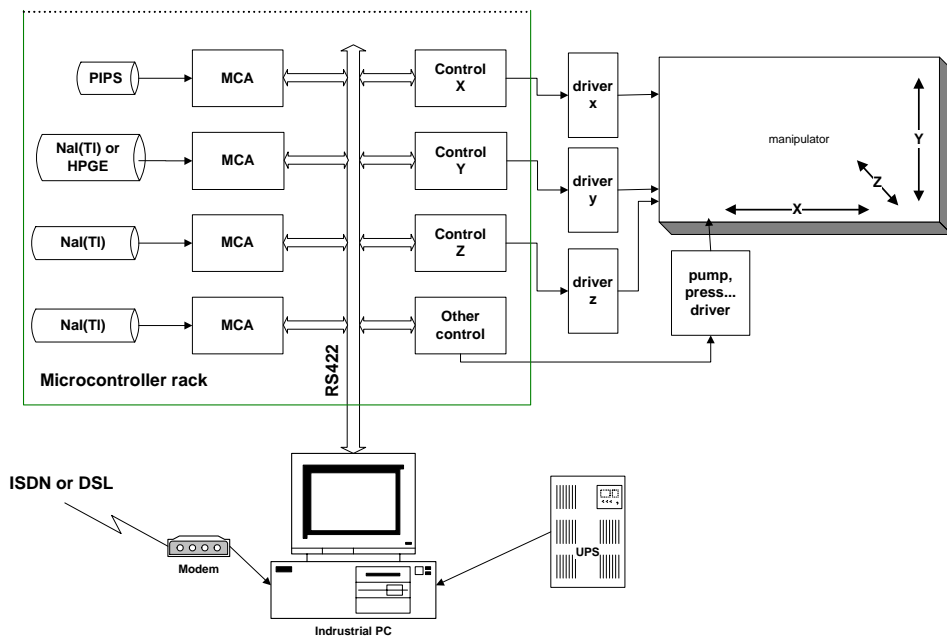 PIPS
MCA
Control
X
driver
x
NaI(Tl) or
HPGE
MCA
Control
Y
driver
y
manipulator
Y
Z
X
NaI(Tl)
MCA
Control
Z
driver
z
pump,
press...
driver
NaI(Tl)
MCA
Other
control
RS422
Microcontroller rack
ISDN or DSL
Modem
UPS
Indrustrial PC